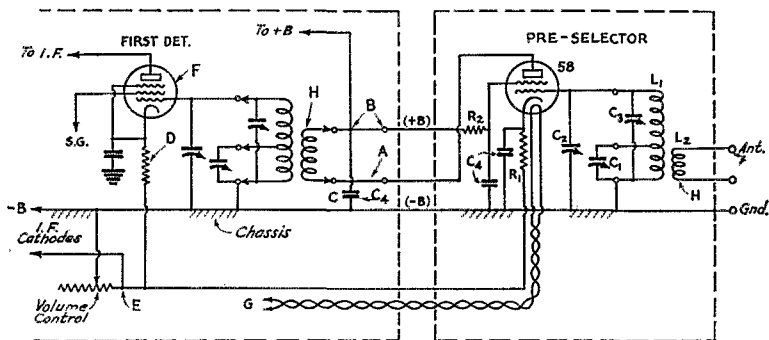 To +B
FIRST DET.
PRE-SELECTOR
To I.F.
F
58
L1
H
B
(+B)
R2
C3
L2
S.G.
D
C2
Ant.
A
C4
R1
C1
H
C
C4
-B
(-B)
Gnd.
Chassis
I.F.
Cathodes
E
G
Volume
Control